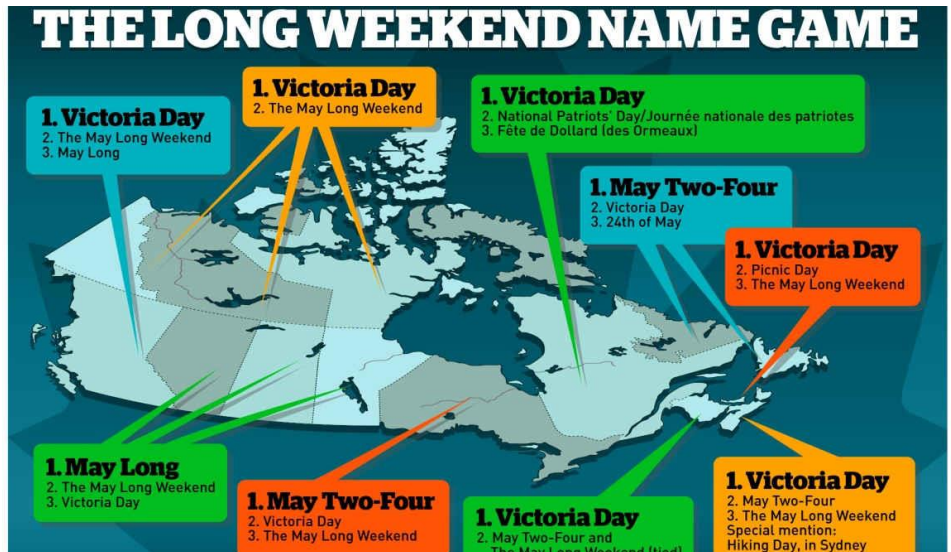 THE LONG WEEKEND NAME GAME
1. Victoria Day
2. The May Long Weekend
3. May Long
1. Victoria Day
2. The May Long Weekend
1. Victoria Day
2. National Patriots' Day/Journée nationale des patriotes
3. Fête de Dollard (des Ormeaux)
1. May Two-Four
2. Victoria Day
3. 24th of May
1. Victoria Day
2. Picnic Day
3. The May Long Weekend
1. May Long
2. The May Long Weekend
3. Victoria Day
1. May Two-Four
2. Victoria Day
3. The May Long Weekend
1. Victoria Day
2. May Two-Four and
The May Long Weekend (tied)
1. Victoria Day
2. May Two-Four
3. The May Long Weekend
Special mention:
Hiking Day, in Sydney